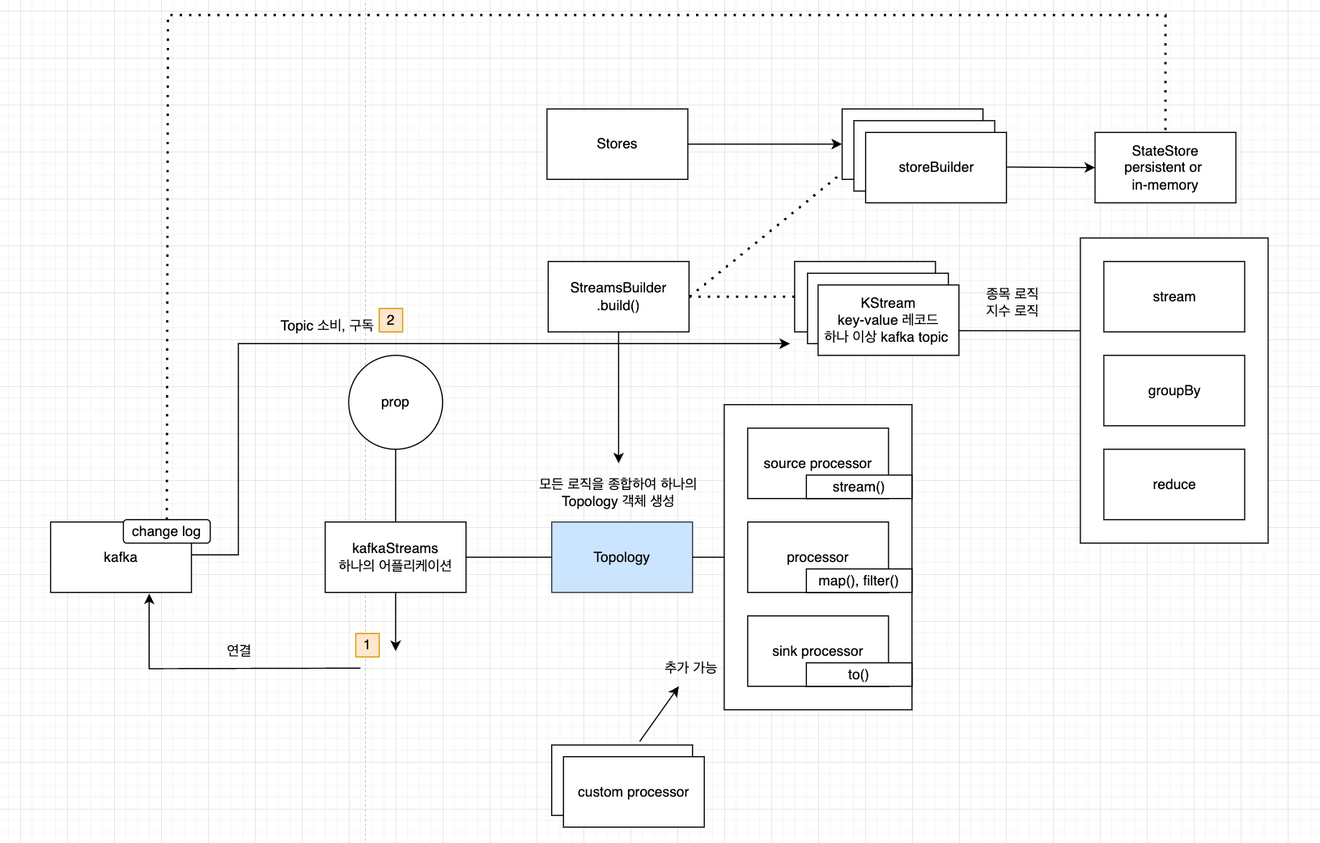 Stores
storeBuilder
StateStore
persistent or
in-memory
StreamsBuilder
.build()
KStream
key-value 레코드
하나 이상 kafka topic
종목 로직
지수 로직
stream
groupBy
reduce
Topic 소비, 구독
2
prop
모든 로직을 종합하여 하나의
Topology 객체 생성
source processor
stream()
change log
kafka
kafkaStreams
하나의 어플리케이션
Topology
processor
map(), filter()
연결
1
sink processor
to()
추가 가능
custom processor